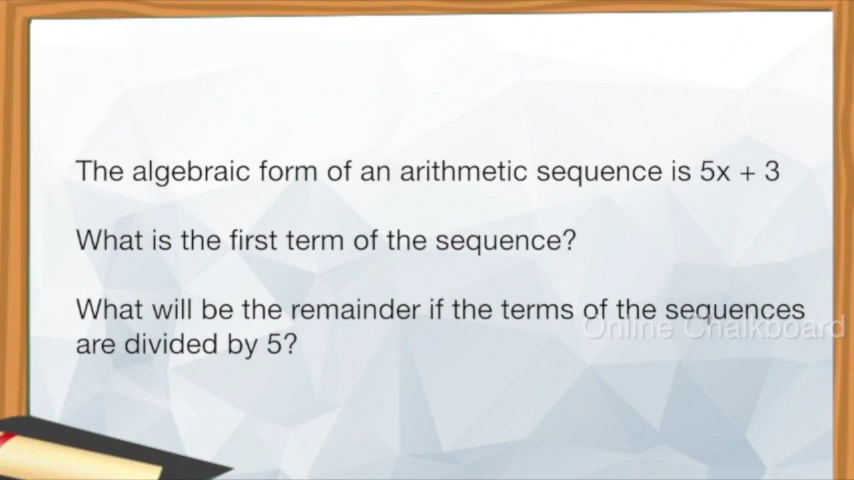 The algebraic form of an arithmetic sequence is 5x + 3
What is the first term of the sequence?
What will be the remainder if the terms of the sequences
Online Chalkboard
are divided by 5?